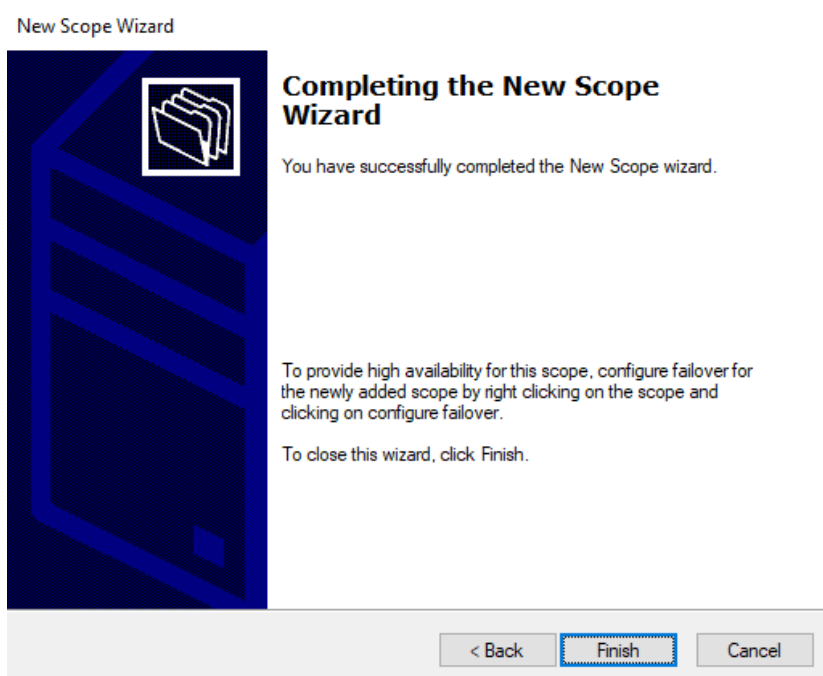 New Scope Wizard
Completing the New Scope
Wizard
You have successfully completed the New Scope wizard.
To provide high availability for this scope, configure failover for
the newly added scope by right clicking on the scope and
clicking on configure failover.
To close this wizard, click Finish.
< Back
Finish
Cancel